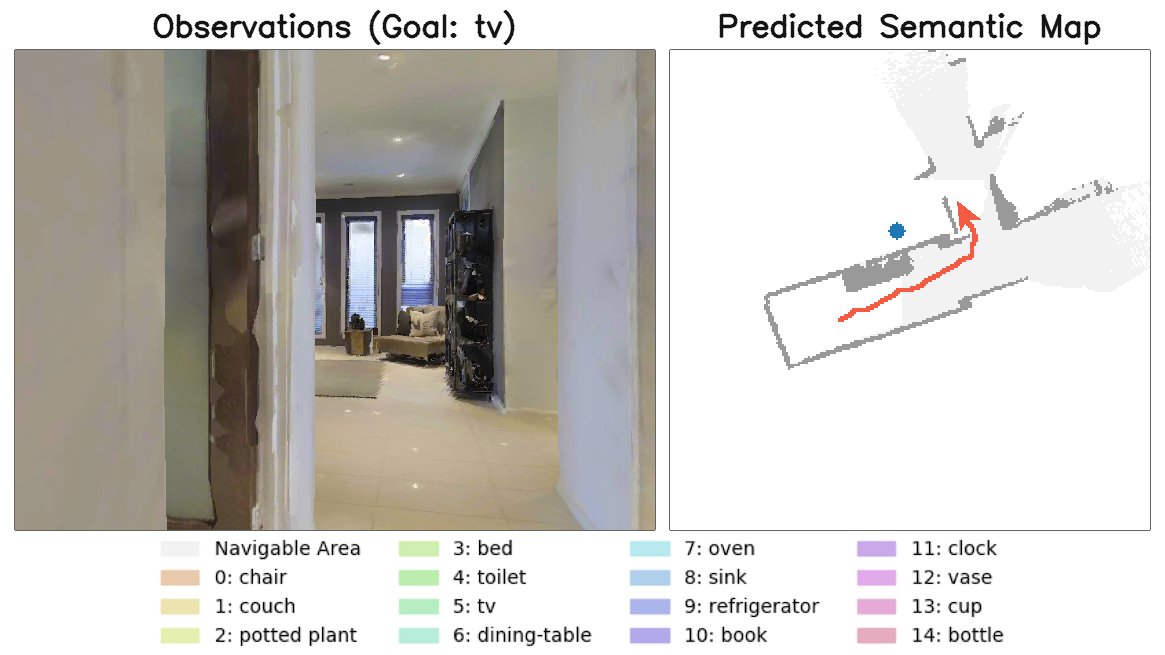 Observations (Goal: tv)
Predicted Semantic Map
Navigable Area
0: chair
1: couch
2: potted plant
3: bed
4: toilet
5: tv
6: dining-table
7: oven
8: sink
9: refrigerator
10: book
11: clock
12: vase
13: cup
14: bottle